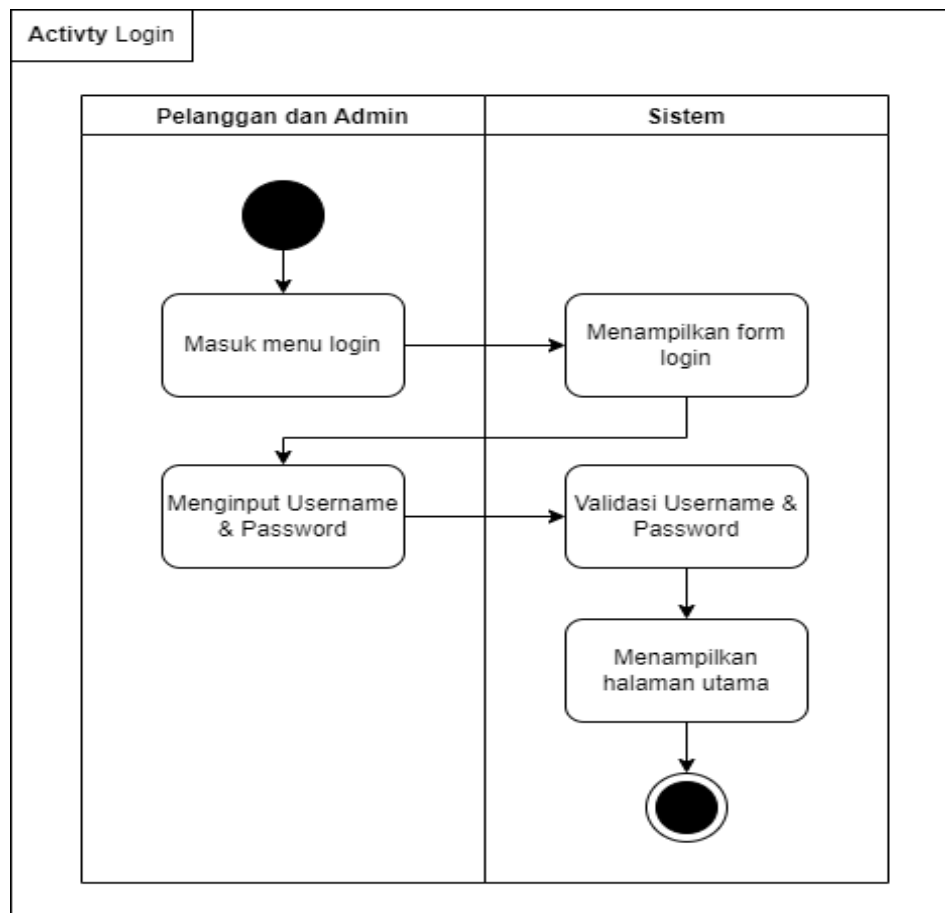 Activty Login
Pelanggan dan Admin
Sistem
Masuk menu login
Menampilkan form
login
Menginput Username
& Password
Validasi Username &
Password
Menampilkan
halaman utama